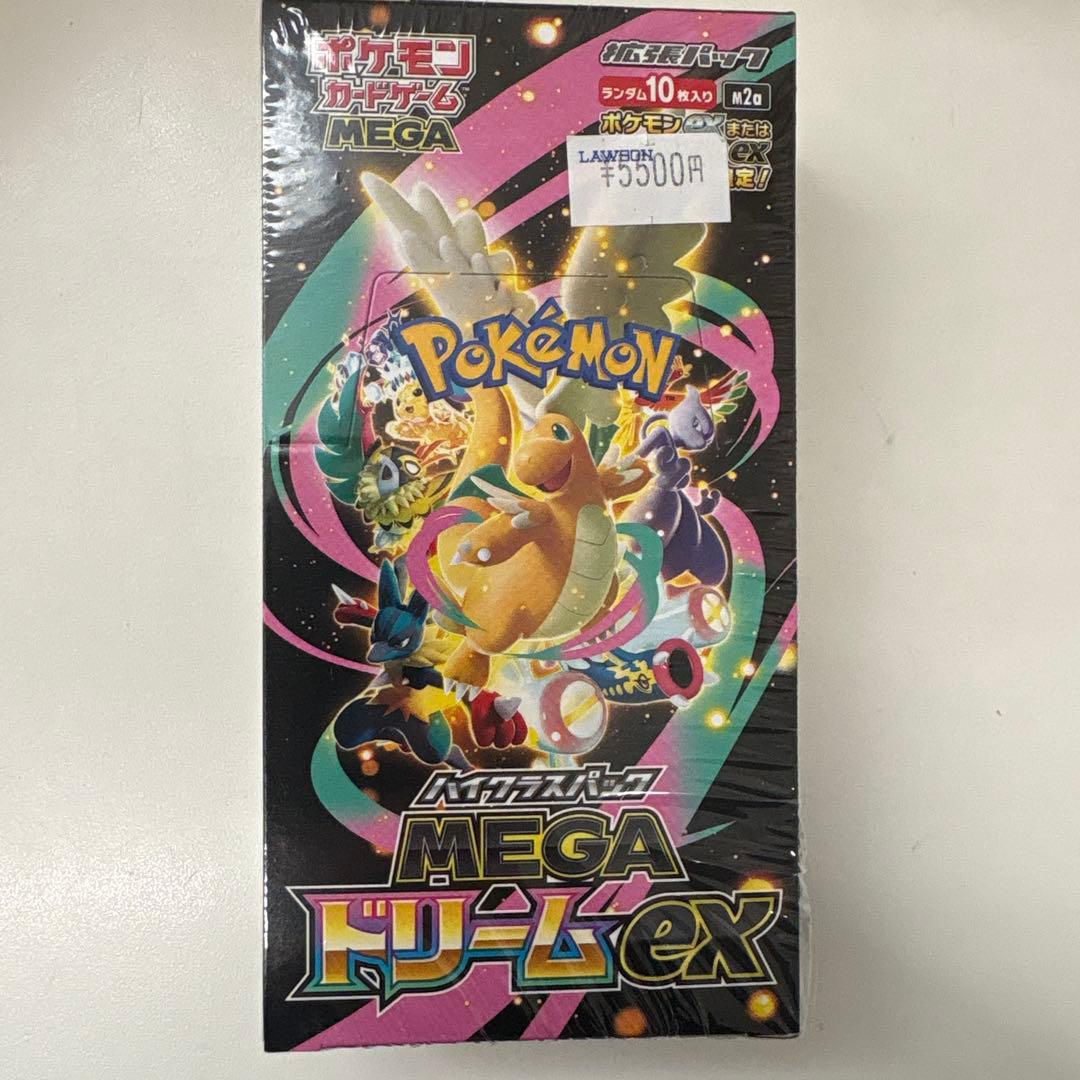 ポケモン
カードゲーム
MEGA
拡張パック
ランダム10枚入り M2a
ポケモンexまたは
ex
定!
LAWSON
¥5500円
POKéMON
ハイクラスパック
MEGA
ドリームex